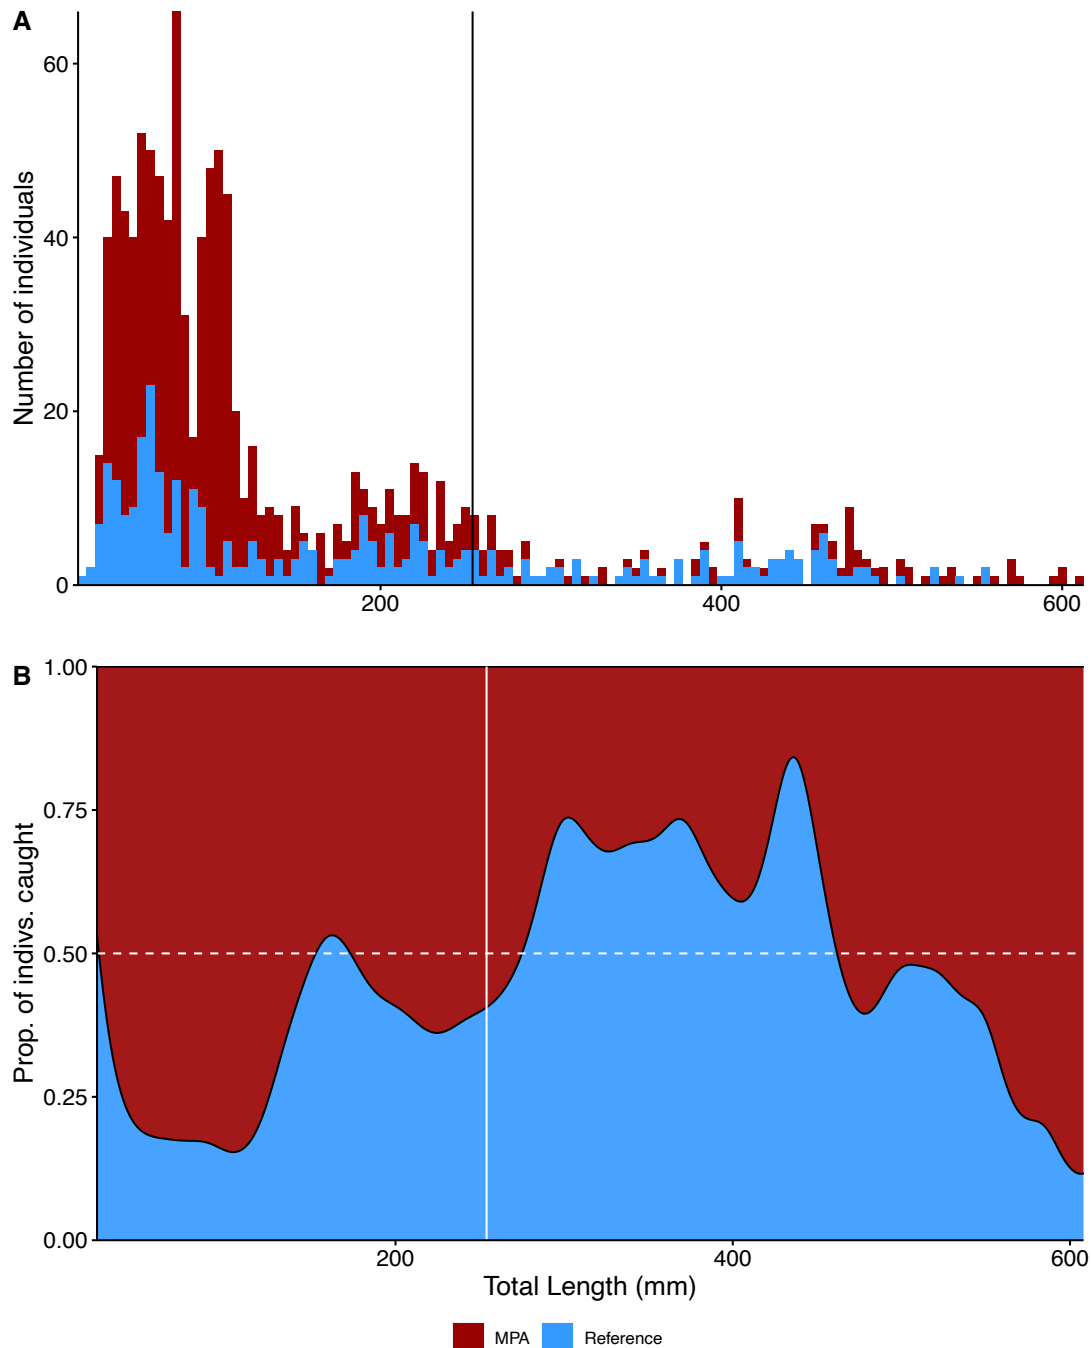 A
Number of individuals
60
40
20
0
200
400
600
B
Prop. of indivs. caught
1.00
0.75
0.50
0.25
0.00
200
400
600
Total Length (mm)
MPA
Reference